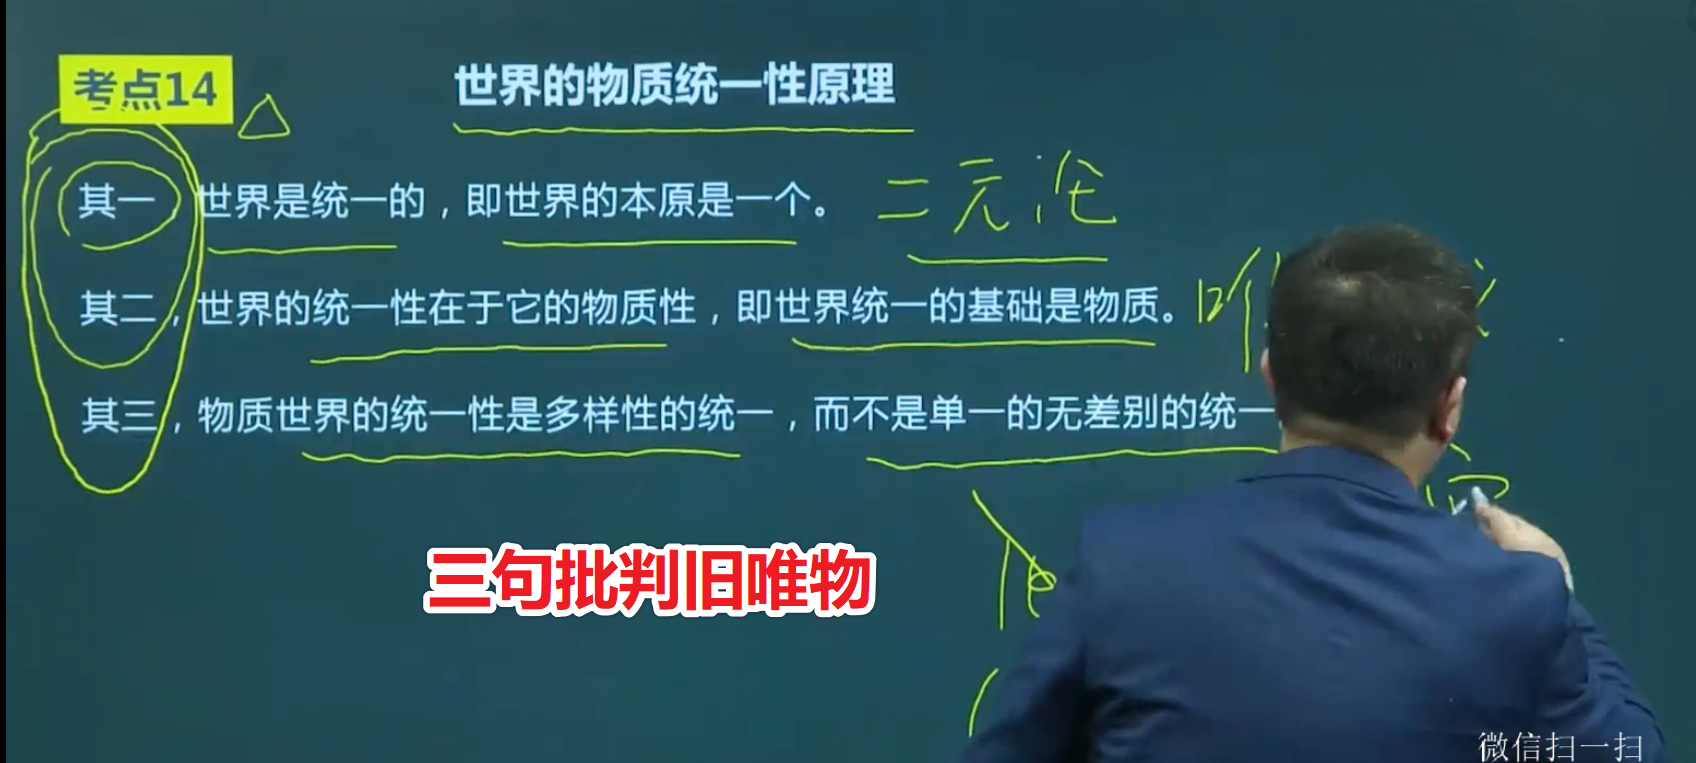 考点14
世界的物质统一性原理
其一 世界是统一的，即世界的本原是一个。 二元论
其二，世界的统一性在于它的物质性，即世界统一的基础是物质。
其三，物质世界的统一性是多样性的统一，而不是单一的无差别的统一
三句批判旧唯物
微信扫一扫